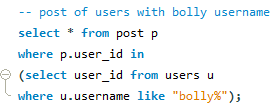 -- post of users with bolly username
select * from post p
where p.user_id in
(select user_id from users u
where u.username like "bolly%");